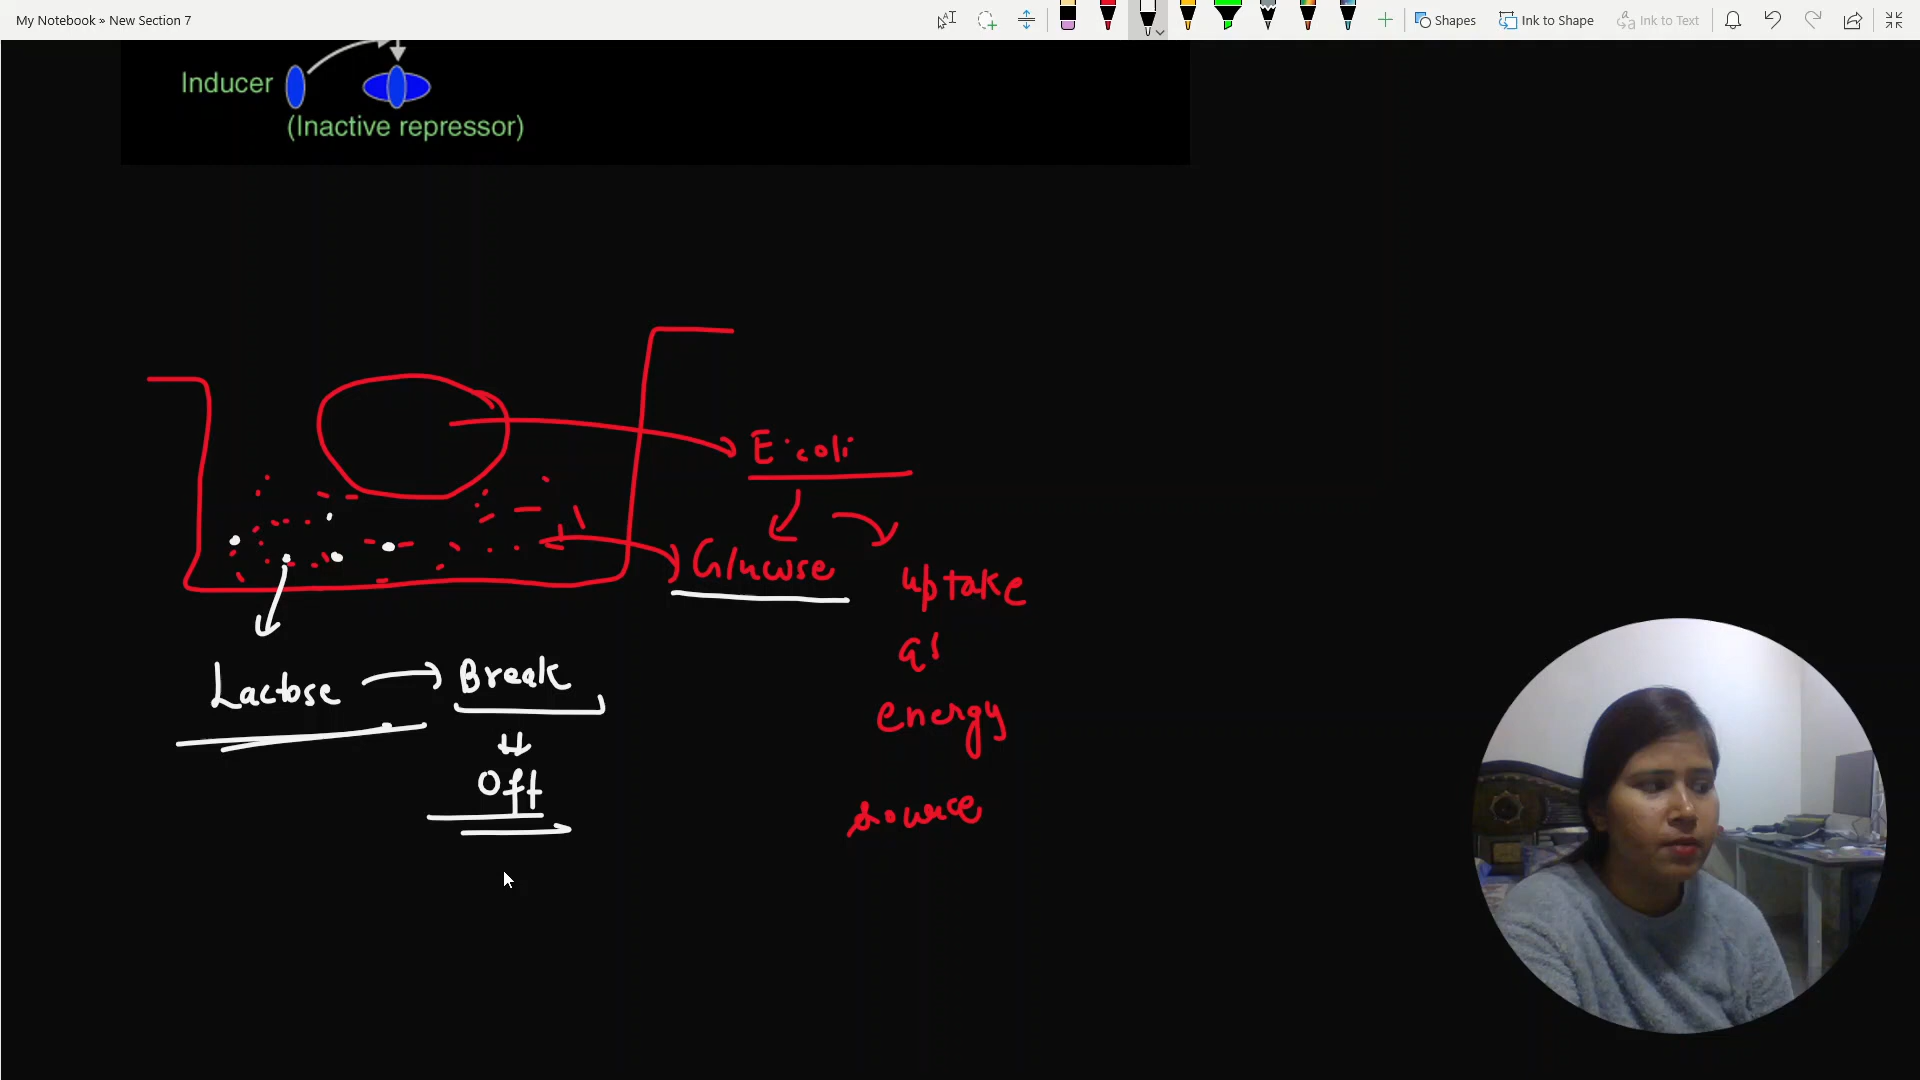 My Notebook » New Section 7
Shapes
Ink to Shape
Ink to Text
Inducer
(Inactive repressor)
E.coli
Glucose
uptake
as
energy
source
Lactose
Break
Off